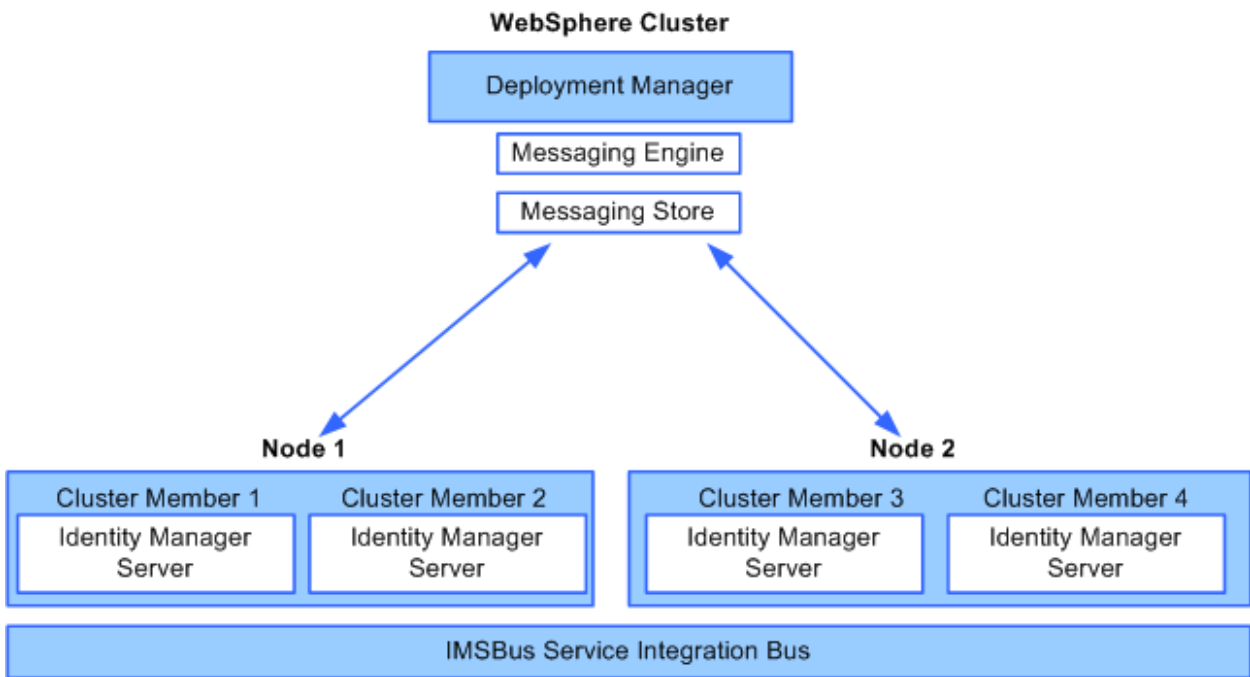 WebSphere Cluster
Deployment Manager
Messaging Engine
Messaging Store
Node 1
Node 2
Cluster Member 1
Cluster Member 2
Cluster Member 3
Cluster Member 4
Identity Manager
Server
Identity Manager
Server
Identity Manager
Server
Identity Manager
Server
IMSBus Service Integration Bus